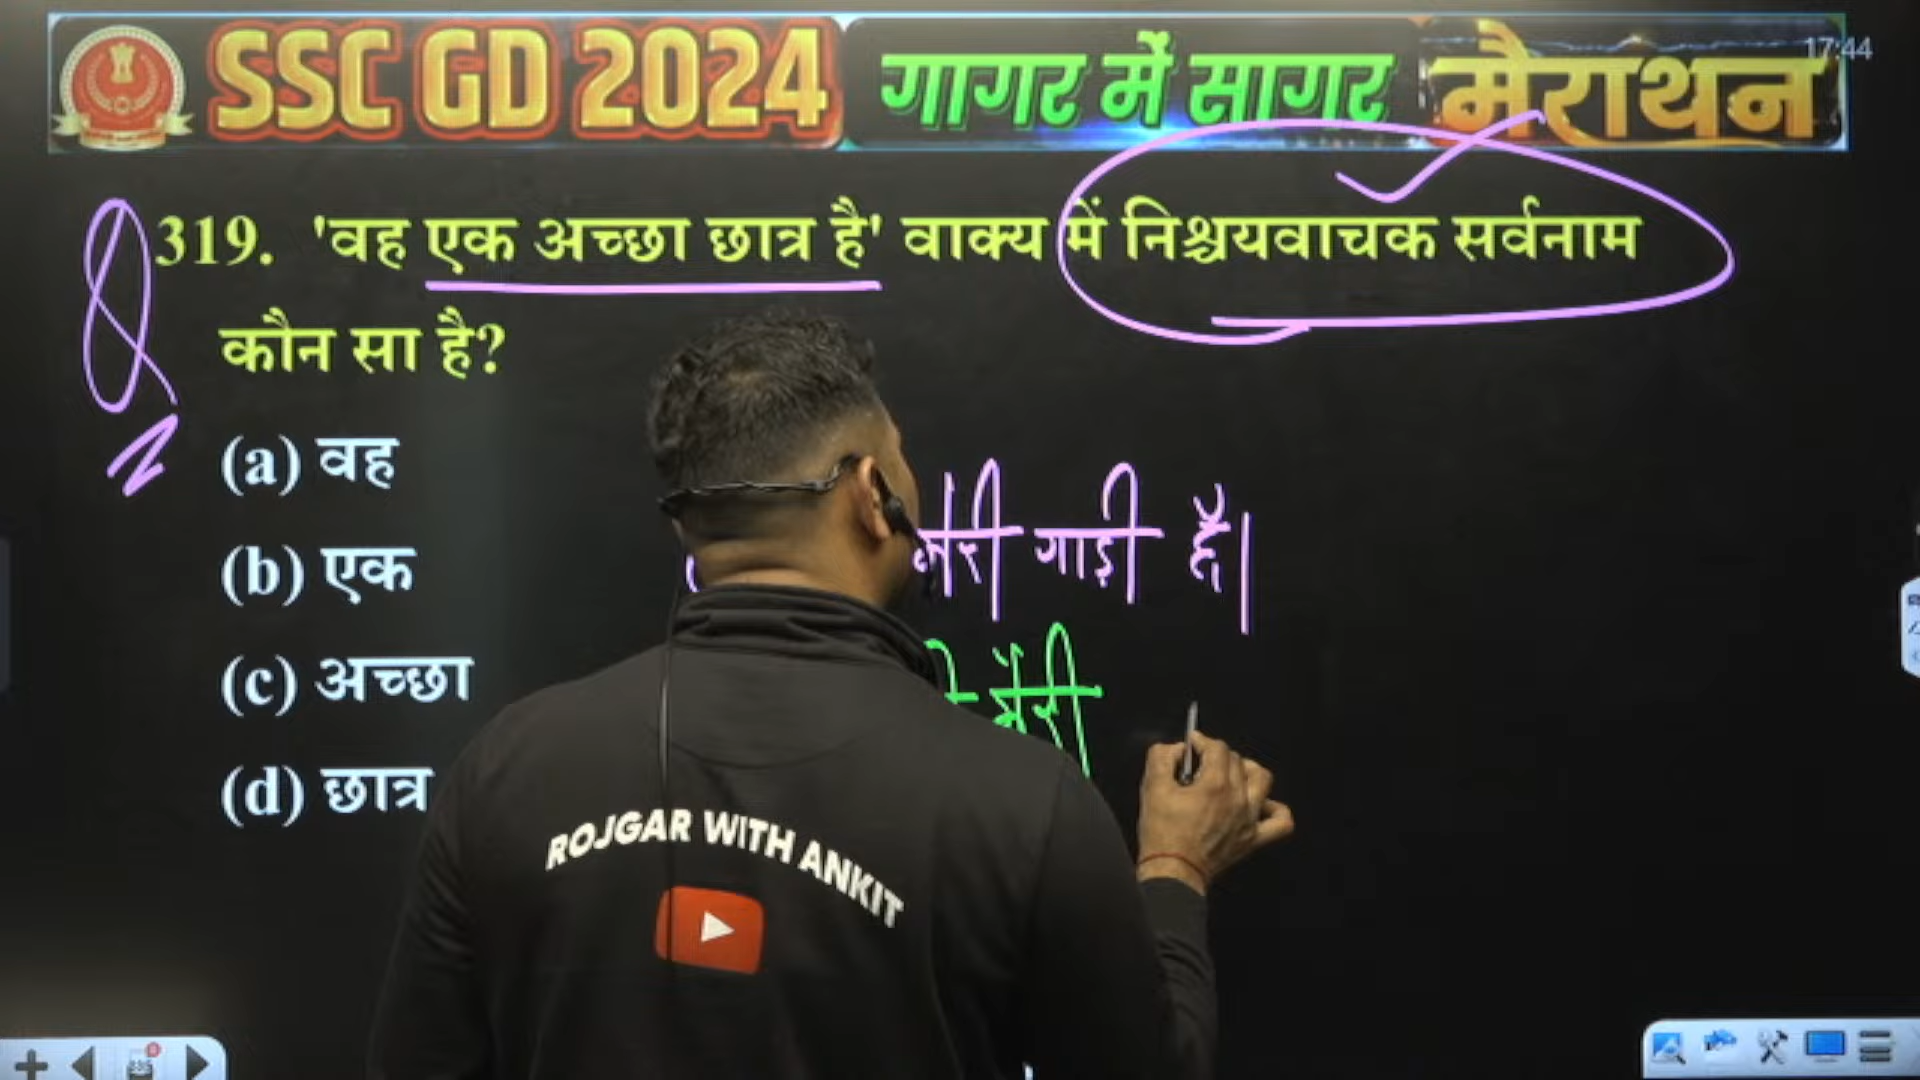 SSC GD 2024 गागर में सागर मैराथन
17:44
319. 'वह एक अच्छा छात्र है' वाक्य में निश्चयवाचक सर्वनाम
कौन सा है?
(a) वह
(b) एक
(c) अच्छा
(d) छात्र
मेरी गाड़ी है।
मेरी
ROJGAR WITH ANKIT